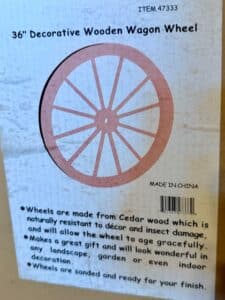 ITEM 47333
36" Decorative Wooden Wagon Wheel
MADE IN CHINA
•Wheels are made from Cedar wood which is
naturally resistant to décor and insect damage,
and will allow the wheel to age gracefully.
•Makes a great gift and will look wonderful in
any landscape, garden or even indoor
decoration.
•Wheels are sanded and ready for your finish.